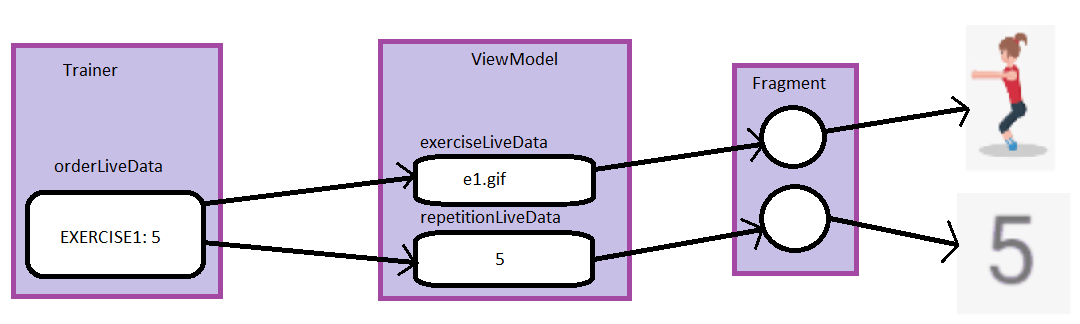 Trainer
orderLiveData
EXERCISE1: 5
ViewModel
exerciseLiveData
e1.gif
repetitionLiveData
5
Fragment
5